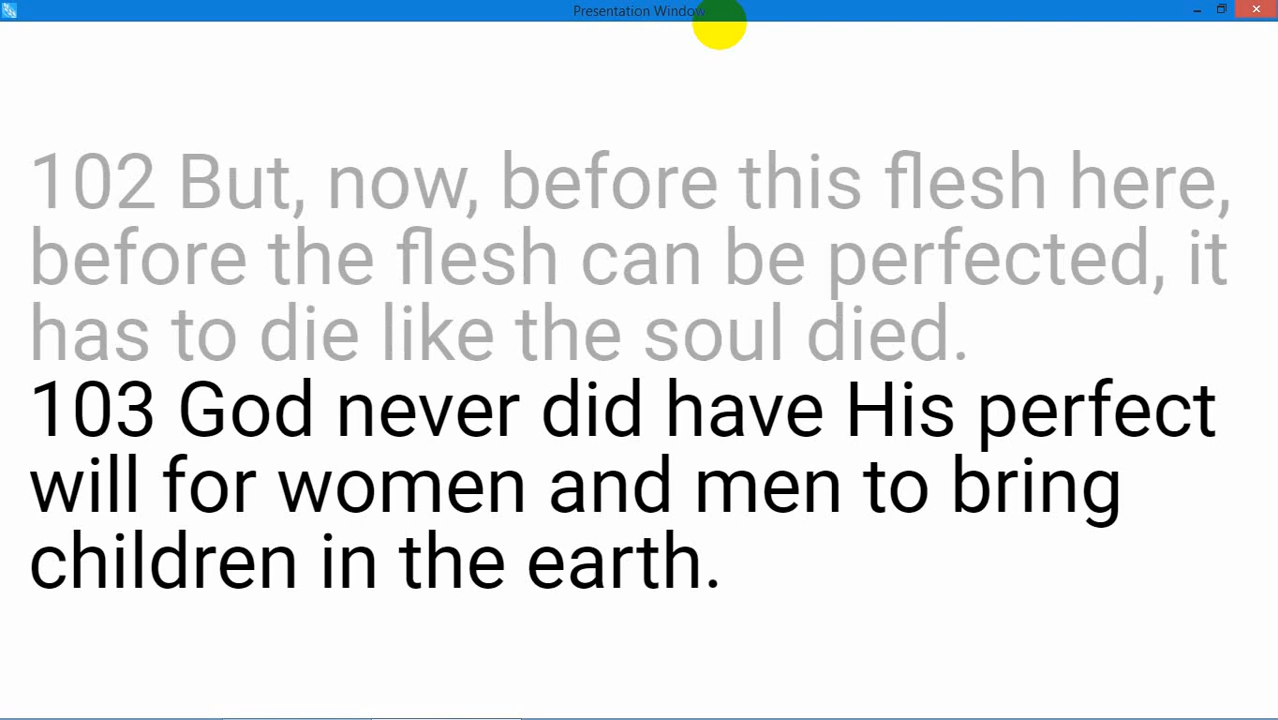 Presentation Window
102 But, now, before this flesh here,
before the flesh can be perfected, it
has to die like the soul died.
103 God never did have His perfect
will for women and men to bring
children in the earth.